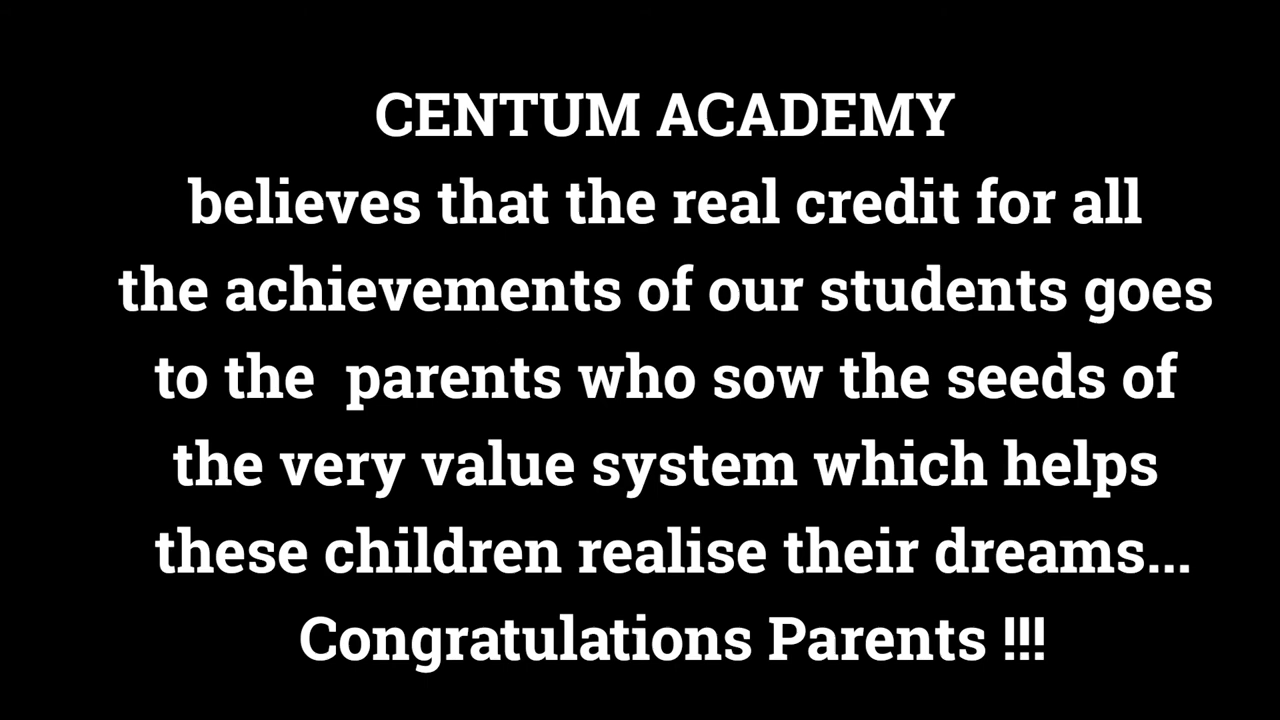 CENTUM ACADEMY
believes that the real credit for all
the achievements of our students goes
to the  parents who sow the seeds of
the very value system which helps
these children realise their dreams...
Congratulations Parents !!!